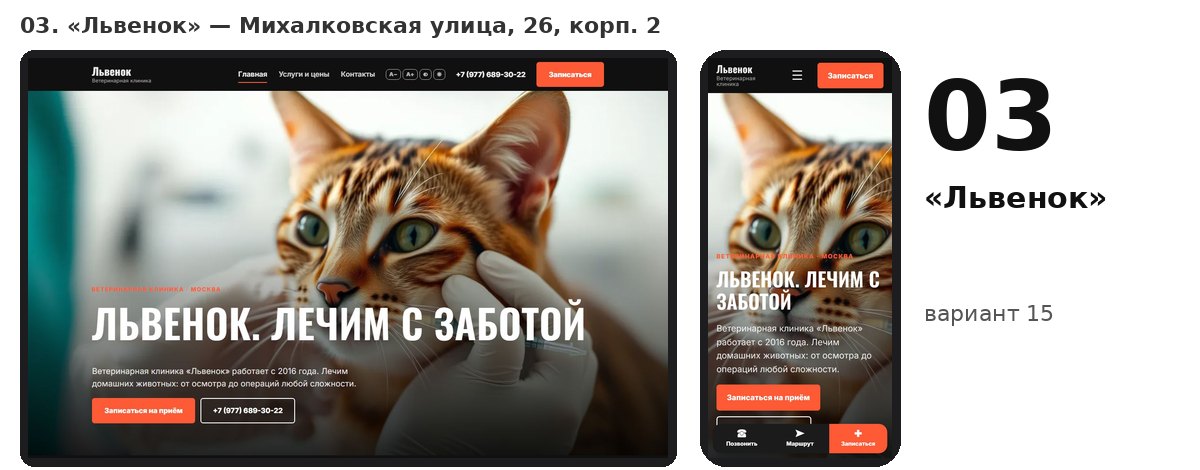 03. «Львенок» — Михалковская улица, 26, корп. 2
Львенок
Ветеринарная клиника
Главная Услуги и цены Контакты A− A+ +7 (977) 689-30-22 Записаться
ВЕТЕРИНАРНАЯ КЛИНИКА · МОСКВА
ЛЬВЕНОК. ЛЕЧИМ С ЗАБОТОЙ
Ветеринарная клиника «Львенок» работает с 2016 года. Лечим
домашних животных: от осмотра до операций любой сложности.
Записаться на приём +7 (977) 689-30-22
Львенок
Ветеринарная
клиника
Записаться
ВЕТЕРИНАРНАЯ КЛИНИКА · МОСКВА
ЛЬВЕНОК. ЛЕЧИМ С
ЗАБОТОЙ
Ветеринарная клиника «Львенок»
работает с 2016 года. Лечим
домашних животных: от осмотра до
операций любой сложности.
Записаться на приём
Позвонить Маршрут Записаться
03
«Львенок»
вариант 15